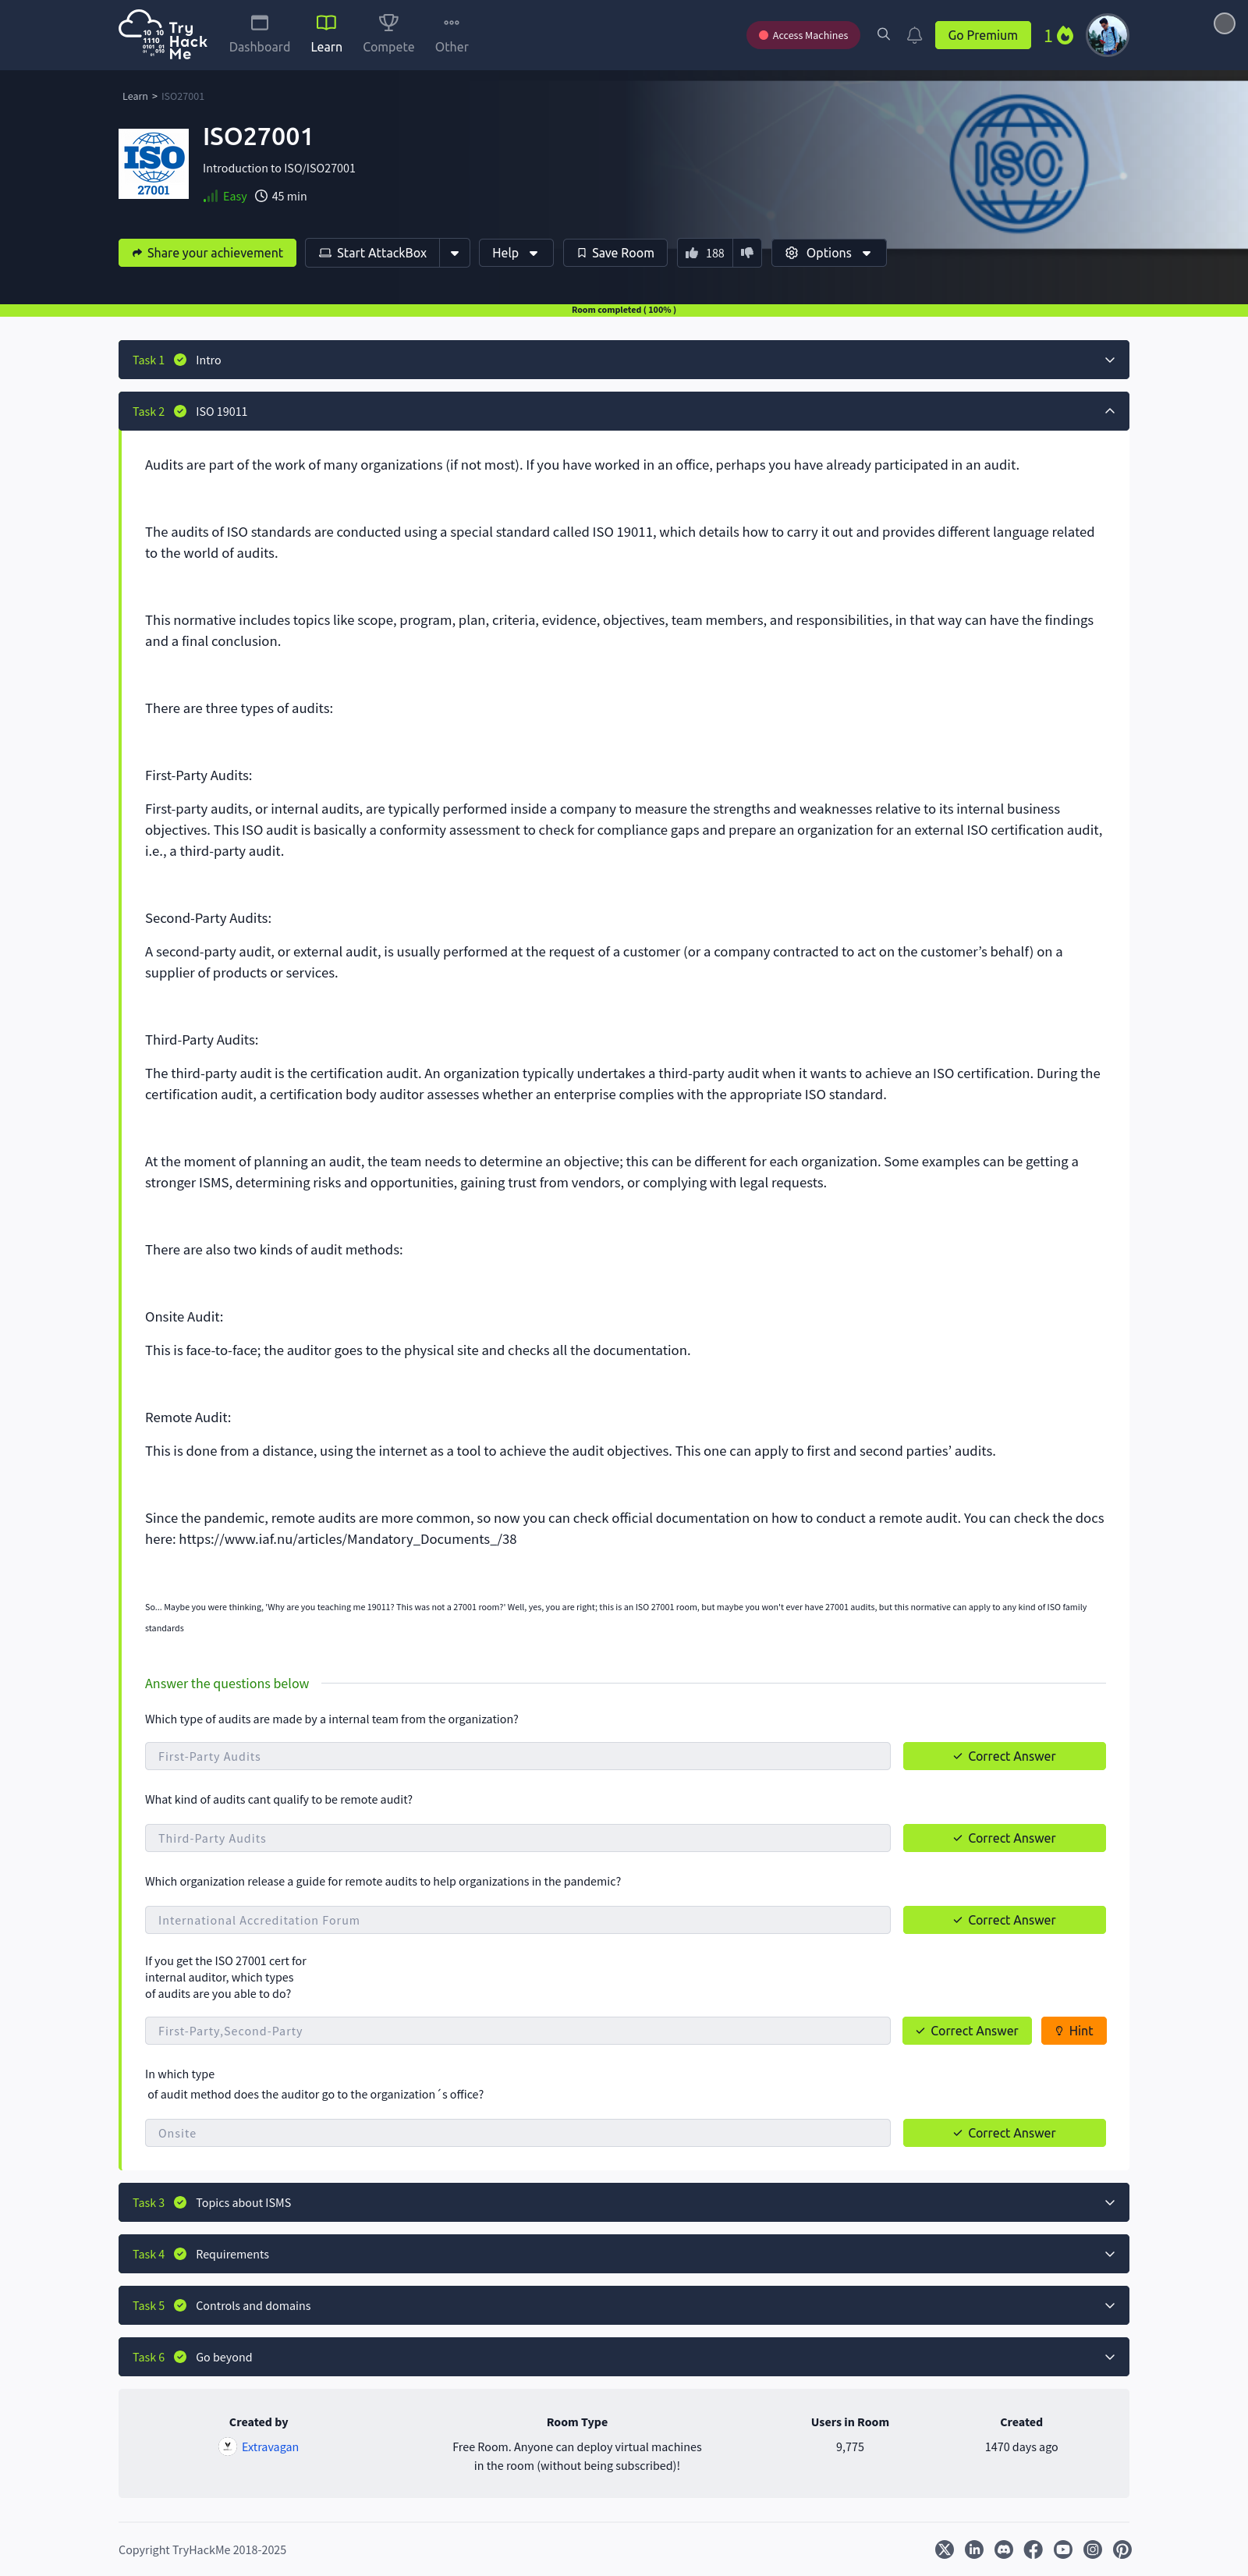 Try
Hack
Me
Dashboard
Learn
Compete
Other
Access Machines
Go Premium
1
Learn > ISO27001
ISO
27001
ISO27001
Introduction to ISO/ISO27001
Easy 45 min
ISO
Share your achievement
Start AttackBox
Help
Save Room
188
Options
Room completed ( 100% )
Task 1 Intro
Task 2 ISO 19011
Audits are part of the work of many organizations (if not most). If you have worked in an office, perhaps you have already participated in an audit.
The audits of ISO standards are conducted using a special standard called ISO 19011, which details how to carry it out and provides different language related
to the world of audits.
This normative includes topics like scope, program, plan, criteria, evidence, objectives, team members, and responsibilities, in that way can have the findings
and a final conclusion.
There are three types of audits:
First-Party Audits:
First-party audits, or internal audits, are typically performed inside a company to measure the strengths and weaknesses relative to its internal business
objectives. This ISO audit is basically a conformity assessment to check for compliance gaps and prepare an organization for an external ISO certification audit,
i.e., a third-party audit.
Second-Party Audits:
A second-party audit, or external audit, is usually performed at the request of a customer (or a company contracted to act on the customer’s behalf) on a
supplier of products or services.
Third-Party Audits:
The third-party audit is the certification audit. An organization typically undertakes a third-party audit when it wants to achieve an ISO certification. During the
certification audit, a certification body auditor assesses whether an enterprise complies with the appropriate ISO standard.
At the moment of planning an audit, the team needs to determine an objective; this can be different for each organization. Some examples can be getting a
stronger ISMS, determining risks and opportunities, gaining trust from vendors, or complying with legal requests.
There are also two kinds of audit methods:
Onsite Audit:
This is face-to-face; the auditor goes to the physical site and checks all the documentation.
Remote Audit:
This is done from a distance, using the internet as a tool to achieve the audit objectives. This one can apply to first and second parties’ audits.
Since the pandemic, remote audits are more common, so now you can check official documentation on how to conduct a remote audit. You can check the docs
here: https://www.iaf.nu/articles/Mandatory_Documents_/38
So... Maybe you were thinking, 'Why are you teaching me 19011? This was not a 27001 room?' Well, yes, you are right; this is an ISO 27001 room, but maybe you won't ever have 27001 audits, but this normative can apply to any kind of ISO family
standards
Answer the questions below
Which type of audits are made by a internal team from the organization?
First-Party Audits
Correct Answer
What kind of audits cant qualify to be remote audit?
Third-Party Audits
Correct Answer
Which organization release a guide for remote audits to help organizations in the pandemic?
International Accreditation Forum
Correct Answer
If you get the ISO 27001 cert for
internal auditor, which types
of audits are you able to do?
First-Party,Second-Party
Correct Answer
Hint
In which type
of audit method does the auditor go to the organization´s office?
Onsite
Correct Answer
Task 3 Topics about ISMS
Task 4 Requirements
Task 5 Controls and domains
Task 6 Go beyond
Created by
Extravagan
Room Type
Free Room. Anyone can deploy virtual machines
in the room (without being subscribed)!
Users in Room
9,775
Created
1470 days ago
Copyright TryHackMe 2018-2025